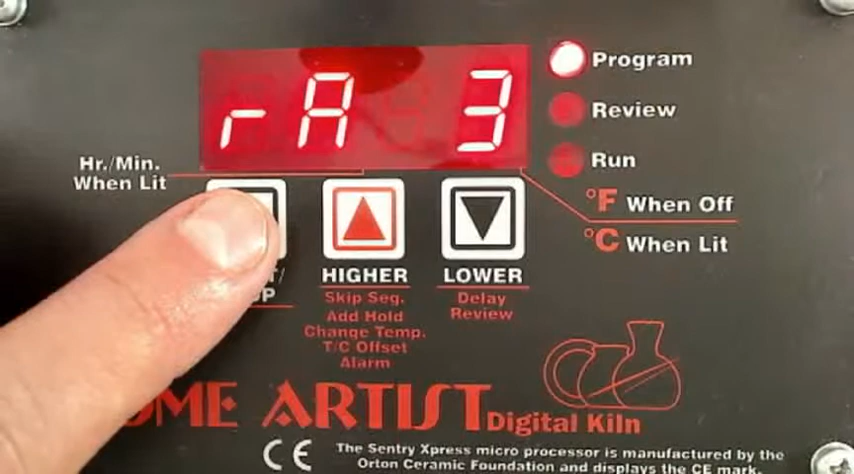 rA 3
Program
Review
Run
Hr./Min.
When Lit
°F When Off
°C When Lit
HIGHER
Skip Seg.
Add Hold
Change Temp.
T/C Offset
Alarm
LOWER
Delay
Review
ARTIST
Digital Kiln
CE The Sentry Xpress micro processor is manufactured by the
Orton Ceramic Foundation and displays the CE mark.